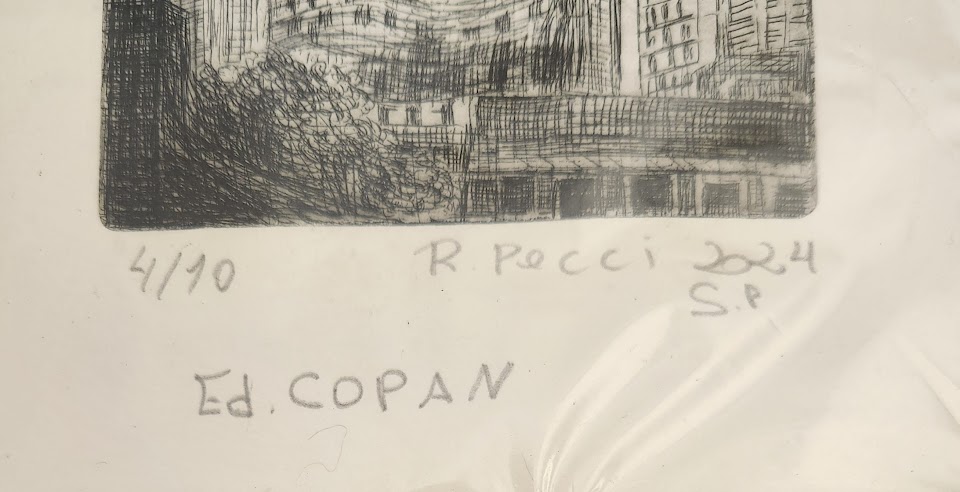 4/10 R. Pecci 2024
S.P
Ed. COPAN